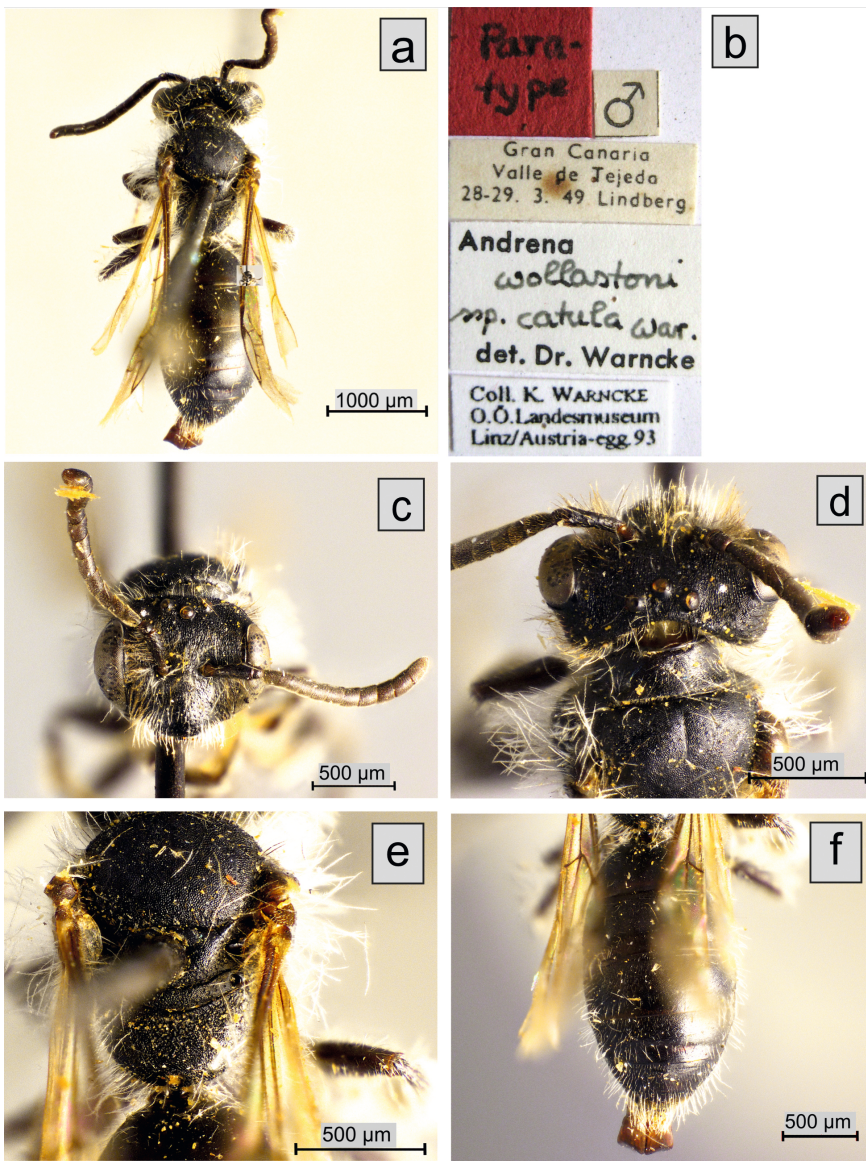 a
1000 µm
b
Para-
type
♂
Gran Canaria
Valle de Tejeda
28-29. 3. 49 Lindberg
Andrena
wollastoni
ssp. catula War.
det. Dr. Warncke
Coll. K. WARNCKE
O.Ö.Landesmuseum
Linz/Austria-egg.93
c
500 µm
d
500 µm
e
500 µm
f
500 µm